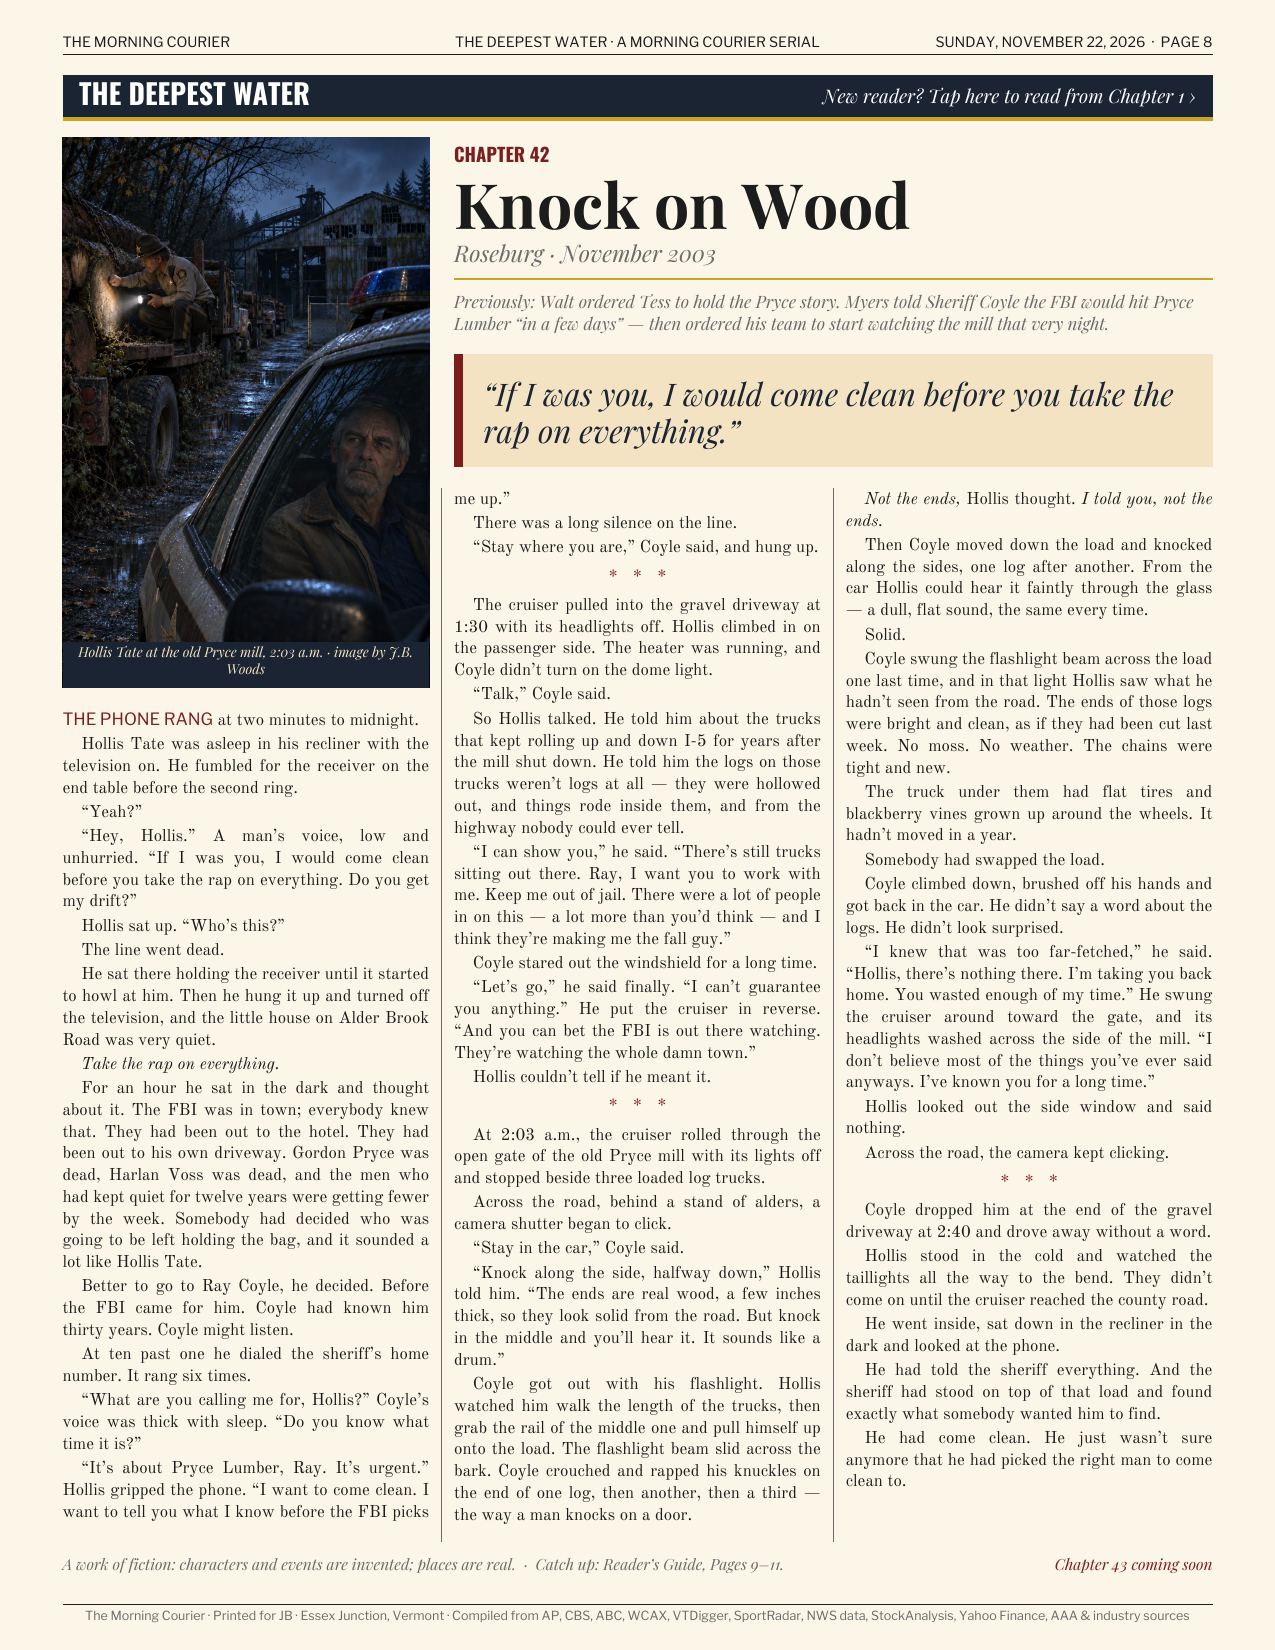 THE MORNING COURIER
THE DEEPEST WATER · A MORNING COURIER SERIAL
SUNDAY, NOVEMBER 22, 2026 · PAGE 8
THE DEEPEST WATER
New reader? Tap here to read from Chapter 1 ›
CHAPTER 42
Knock on Wood
Roseburg · November 2003
Previously: Walt ordered Tess to hold the Pryce story. Myers told Sheriff Coyle the FBI would hit Pryce
Lumber “in a few days” — then ordered his team to start watching the mill that very night.
“If I was you, I would come clean before you take the
rap on everything.”
Hollis Tate at the old Pryce mill, 2:03 a.m. · image by J.B.
Woods
THE PHONE RANG at two minutes to midnight.
Hollis Tate was asleep in his recliner with the
television on. He fumbled for the receiver on the
end table before the second ring.
“Yeah?”
“Hey, Hollis.” A man’s voice, low and
unhurried. “If I was you, I would come clean
before you take the rap on everything. Do you get
my drift?”
Hollis sat up. “Who’s this?”
The line went dead.
He sat there holding the receiver until it started
to howl at him. Then he hung it up and turned off
the television, and the little house on Alder Brook
Road was very quiet.
Take the rap on everything.
For an hour he sat in the dark and thought
about it. The FBI was in town; everybody knew
that. They had been out to the hotel. They had
been out to his own driveway. Gordon Pryce was
dead, Harlan Voss was dead, and the men who
had kept quiet for twelve years were getting fewer
by the week. Somebody had decided who was
going to be left holding the bag, and it sounded a
lot like Hollis Tate.
Better to go to Ray Coyle, he decided. Before
the FBI came for him. Coyle had known him
thirty years. Coyle might listen.
At ten past one he dialed the sheriff’s home
number. It rang six times.
“What are you calling me for, Hollis?” Coyle’s
voice was thick with sleep. “Do you know what
time it is?”
“It’s about Pryce Lumber, Ray. It’s urgent.”
Hollis gripped the phone. “I want to come clean. I
want to tell you what I know before the FBI picks
me up.”
There was a long silence on the line.
“Stay where you are,” Coyle said, and hung up.
* * *
The cruiser pulled into the gravel driveway at
1:30 with its headlights off. Hollis climbed in on
the passenger side. The heater was running, and
Coyle didn’t turn on the dome light.
“Talk,” Coyle said.
So Hollis talked. He told him about the trucks
that kept rolling up and down I-5 for years after
the mill shut down. He told him the logs on those
trucks weren’t logs at all — they were hollowed
out, and things rode inside them, and from the
highway nobody could ever tell.
“I can show you,” he said. “There’s still trucks
sitting out there. Ray, I want you to work with
me. Keep me out of jail. There were a lot of people
in on this — a lot more than you’d think — and I
think they’re making me the fall guy.”
Coyle stared out the windshield for a long time.
“Let’s go,” he said finally. “I can’t guarantee
you anything.” He put the cruiser in reverse.
“And you can bet the FBI is out there watching.
They’re watching the whole damn town.”
Hollis couldn’t tell if he meant it.
* * *
At 2:03 a.m., the cruiser rolled through the
open gate of the old Pryce mill with its lights off
and stopped beside three loaded log trucks.
Across the road, behind a stand of alders, a
camera shutter began to click.
“Stay in the car,” Coyle said.
“Knock along the side, halfway down,” Hollis
told him. “The ends are real wood, a few inches
thick, so they look solid from the road. But knock
in the middle and you’ll hear it. It sounds like a
drum.”
Coyle got out with his flashlight. Hollis
watched him walk the length of the trucks, then
grab the rail of the middle one and pull himself up
onto the load. The flashlight beam slid across the
bark. Coyle crouched and rapped his knuckles on
the end of one log, then another, then a third —
the way a man knocks on a door.
Not the ends, Hollis thought. I told you, not the
ends.
Then Coyle moved down the load and knocked
along the sides, one log after another. From the
car Hollis could hear it faintly through the glass
— a dull, flat sound, the same every time.
Solid.
Coyle swung the flashlight beam across the load
one last time, and in that light Hollis saw what he
hadn’t seen from the road. The ends of those logs
were bright and clean, as if they had been cut last
week. No moss. No weather. The chains were
tight and new.
The truck under them had flat tires and
blackberry vines grown up around the wheels. It
hadn’t moved in a year.
Somebody had swapped the load.
Coyle climbed down, brushed off his hands and
got back in the car. He didn’t say a word about the
logs. He didn’t look surprised.
“I knew that was too far-fetched,” he said.
“Hollis, there’s nothing there. I’m taking you back
home. You wasted enough of my time.” He swung
the cruiser around toward the gate, and its
headlights washed across the side of the mill. “I
don’t believe most of the things you’ve ever said
anyways. I’ve known you for a long time.”
Hollis looked out the side window and said
nothing.
Across the road, the camera kept clicking.
* * *
Coyle dropped him at the end of the gravel
driveway at 2:40 and drove away without a word.
Hollis stood in the cold and watched the
taillights all the way to the bend. They didn’t
come on until the cruiser reached the county road.
He went inside, sat down in the recliner in the
dark and looked at the phone.
He had told the sheriff everything. And the
sheriff had stood on top of that load and found
exactly what somebody wanted him to find.
He had come clean. He just wasn’t sure
anymore that he had picked the right man to come
clean to.
A work of fiction: characters and events are invented; places are real. · Catch up: Reader’s Guide, Pages 9–11.
Chapter 43 coming soon
The Morning Courier · Printed for JB · Essex Junction, Vermont · Compiled from AP, CBS, ABC, WCAX, VTDigger, SportRadar, NWS data, StockAnalysis, Yahoo Finance, AAA & industry sources